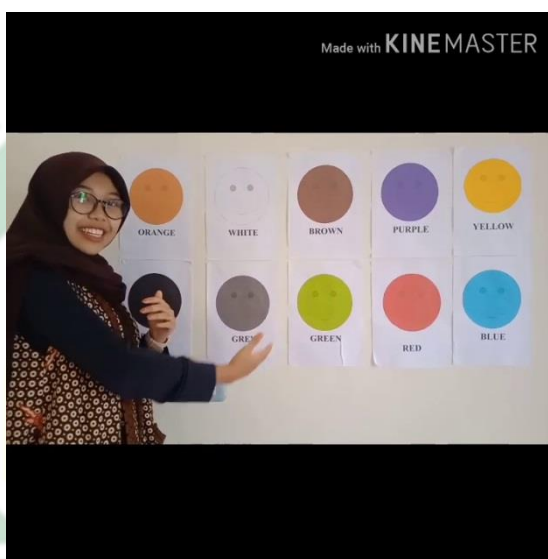 Made with KINEMASTER
ORANGE
WHITE
BROWN
PURPLE
YELLOW
GREEN
RED
BLUE